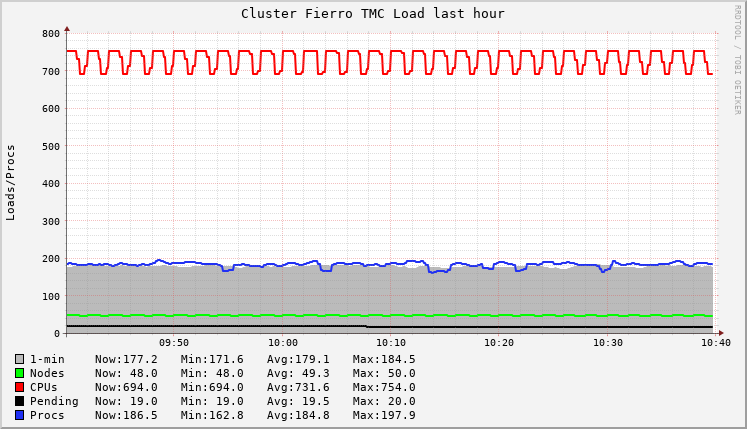 Cluster Fierro TMC Load last hour
RRDTOOL / TOBI OETIKER
Loads/Procs
800
700
600
500
400
300
200
100
0
09:50 10:00 10:10 10:20 10:30 10:40
1-min Now:177.2 Min:171.6 Avg:179.1 Max:184.5
Nodes Now: 48.0 Min: 48.0 Avg: 49.3 Max: 50.0
CPUs Now:694.0 Min:694.0 Avg:731.6 Max:754.0
Pending Now: 19.0 Min: 19.0 Avg: 19.5 Max: 20.0
Procs Now:186.5 Min:162.8 Avg:184.8 Max:197.9